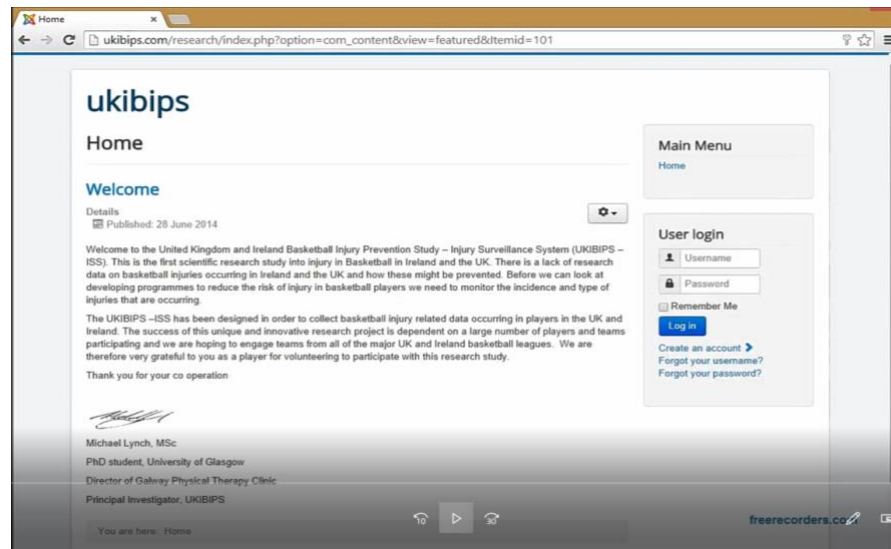 Home
ukibips.com/research/index.php?option=com_content&view=featured&Itemid=101
ukibips
Home
Welcome
Details
Published: 28 June 2014
Welcome to the United Kingdom and Ireland Basketball Injury Prevention Study – Injury Surveillance System (UKIBIPS –
ISS). This is the first scientific research study into injury in Basketball in Ireland and the UK. There is a lack of research
data on basketball injuries occurring in Ireland and the UK and how these might be prevented. Before we can look at
developing programmes to reduce the risk of injury in basketball players we need to monitor the incidence and type of
injuries that are occurring.
The UKIBIPS –ISS has been designed in order to collect basketball injury related data occurring in players in the UK and
Ireland. The success of this unique and innovative research project is dependent on a large number of players and teams
participating and we are hoping to engage teams from all of the major UK and Ireland basketball leagues. We are
therefore very grateful to you as a player for volunteering to participate with this research study.
Thank you for your co operation
Michael Lynch, MSc
PhD student, University of Glasgow
Director of Galway Physical Therapy Clinic
Principal Investigator, UKIBIPS
You are here: Home
Main Menu
Home
User login
Username
Password
Remember Me
Log in
Create an account
Forgot your username?
Forgot your password?
10
30
freerecorders.co